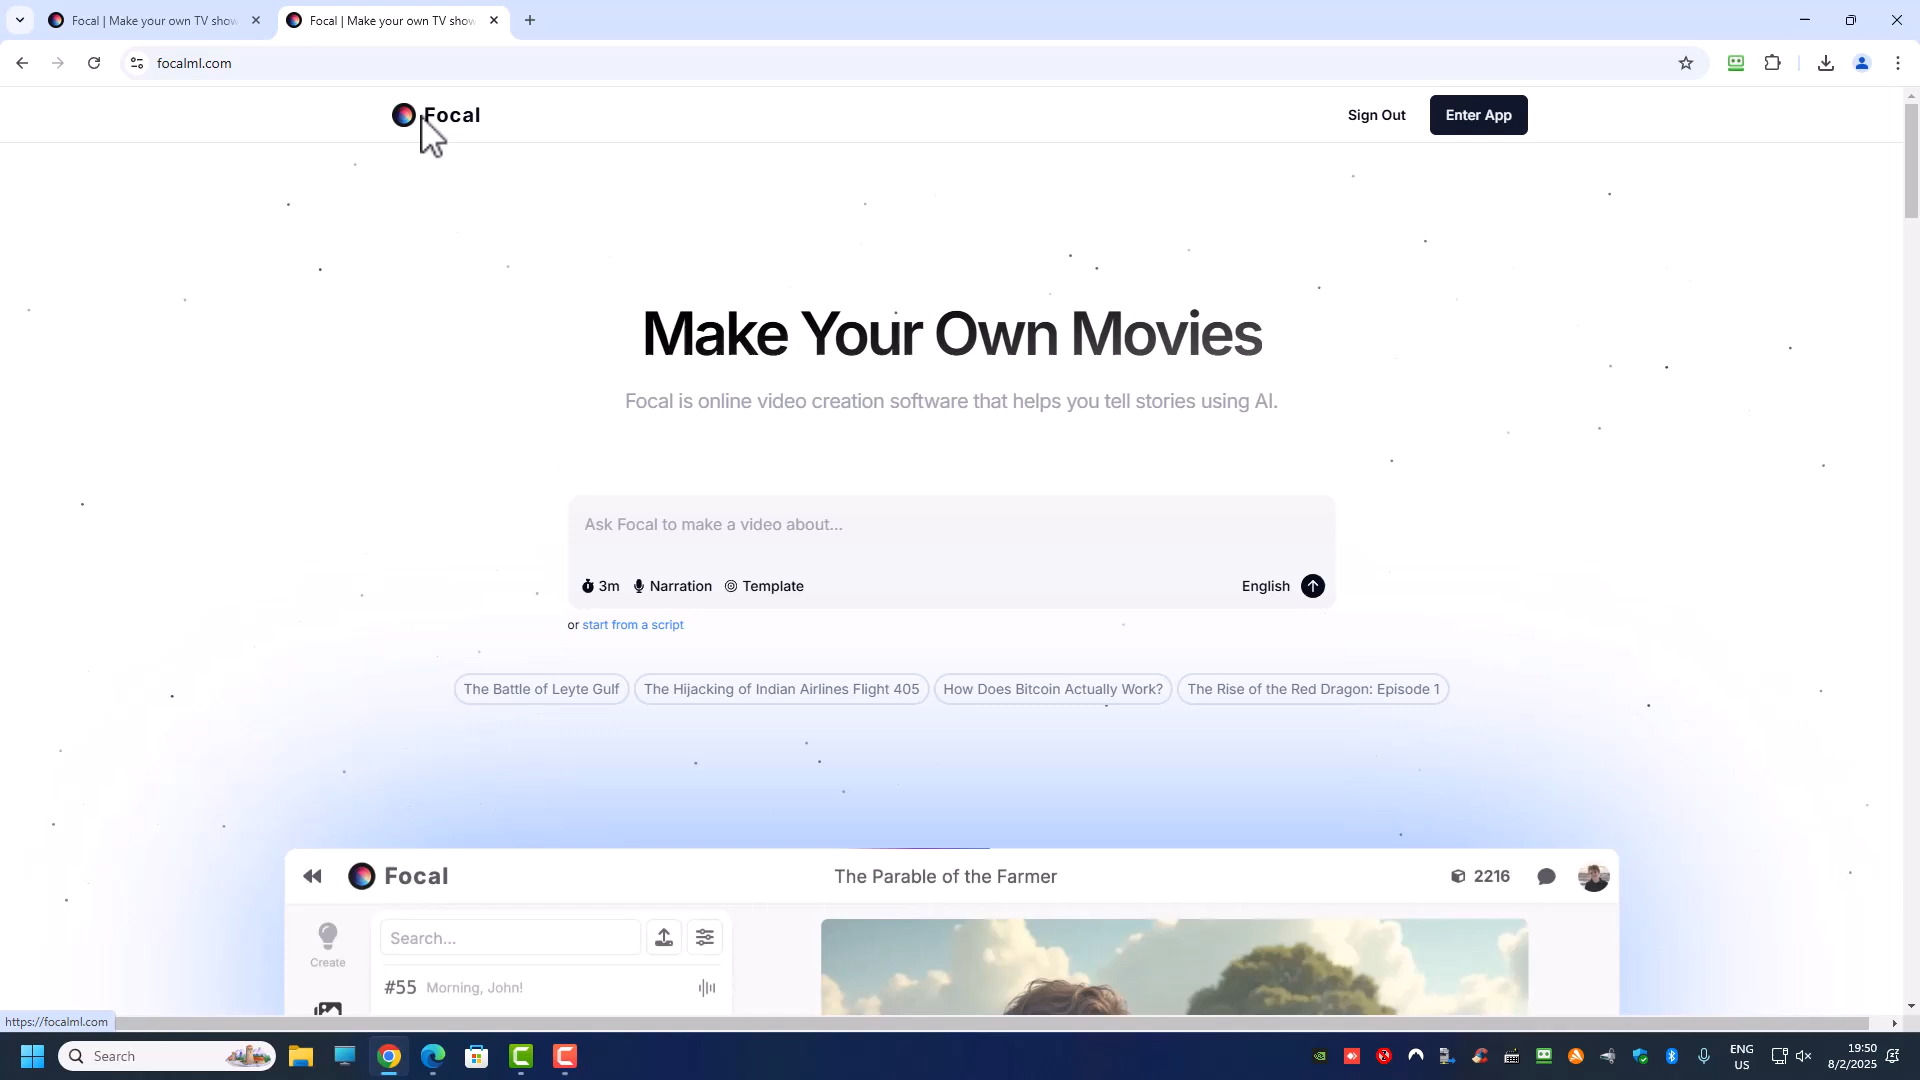 Focal | Make your own TV show
Focal | Make your own TV show
focalml.com
Focal
Sign Out
Enter App
Make Your Own Movies
Focal is online video creation software that helps you tell stories using AI.
Ask Focal to make a video about...
3m
Narration
Template
English
or start from a script
The Battle of Leyte Gulf
The Hijacking of Indian Airlines Flight 405
How Does Bitcoin Actually Work?
The Rise of the Red Dragon: Episode 1
Focal
The Parable of the Farmer
2216
Create
Search...
#55 Morning, John!
https://focalml.com
Search
ENG
US
19:50
8/2/2025